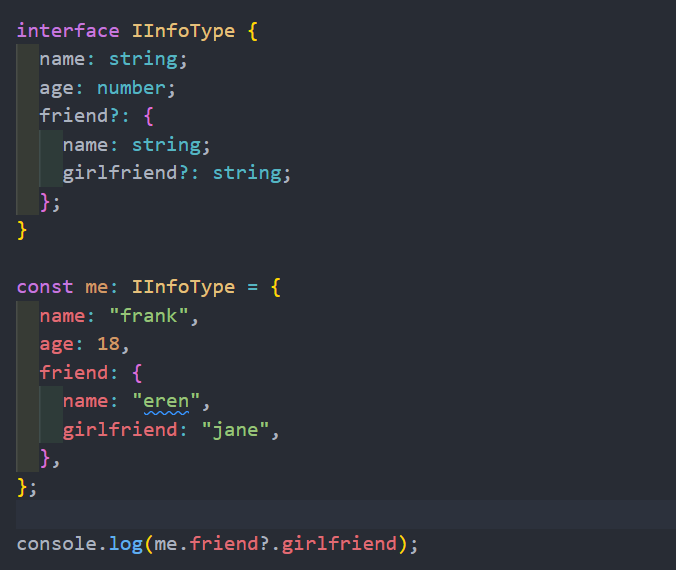 interface IInfoType {
  name: string;
  age: number;
  friend?: {
    name: string;
    girlfriend?: string;
  };
}
const me: IInfoType = {
  name: "frank",
  age: 18,
  friend: {
    name: "eren",
    girlfriend: "jane",
  },
};
console.log(me.friend?.girlfriend);